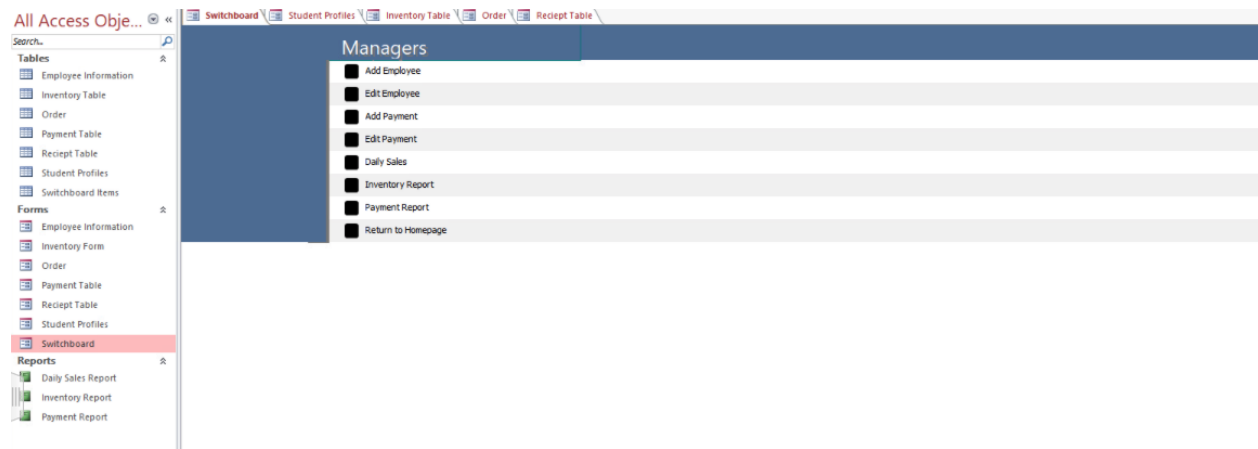 All Access Obje...
Search...
Tables
Employee Information
Inventory Table
Order
Payment Table
Reciept Table
Student Profiles
Switchboard Items
Forms
Employee Information
Inventory Form
Order
Payment Table
Reciept Table
Student Profiles
Switchboard
Reports
Daily Sales Report
Inventory Report
Payment Report
Switchboard Student Profiles Inventory Table Order Reciept Table
Managers
Add Employee
Edit Employee
Add Payment
Edit Payment
Daily Sales
Inventory Report
Payment Report
Return to Homepage